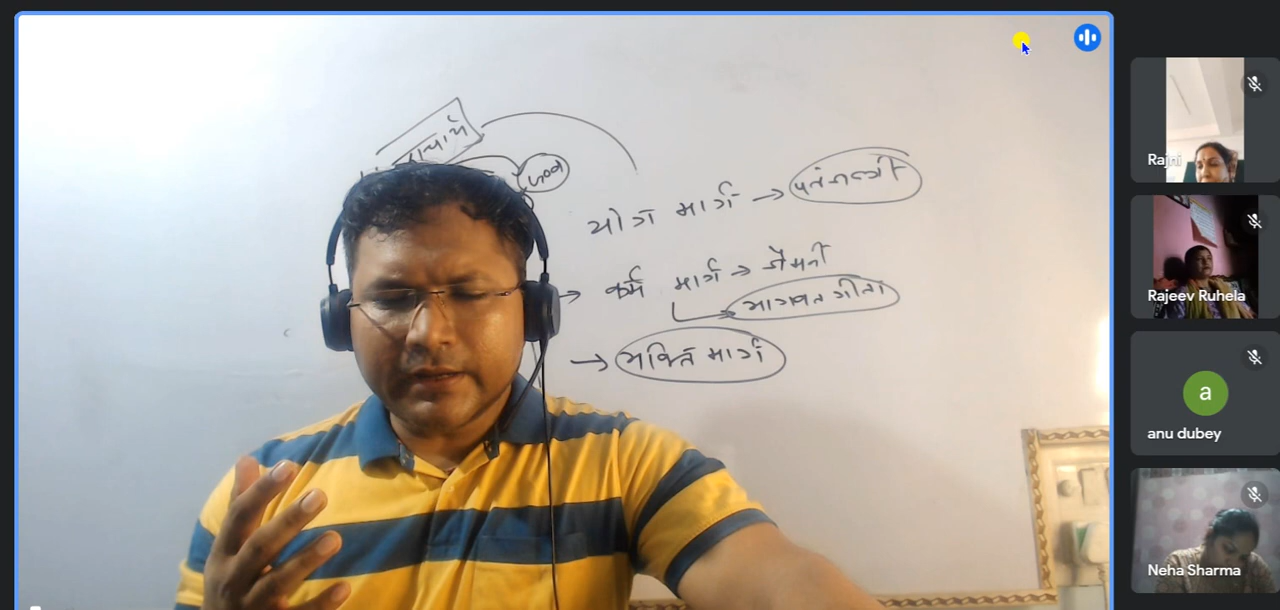 योग मार्ग → पतंजली
→ कर्म मार्ग → जैमनी
→ भागवत गीता
→ भक्ति मार्ग
Rajni
Rajeev Ruhela
a
anu dubey
Neha Sharma